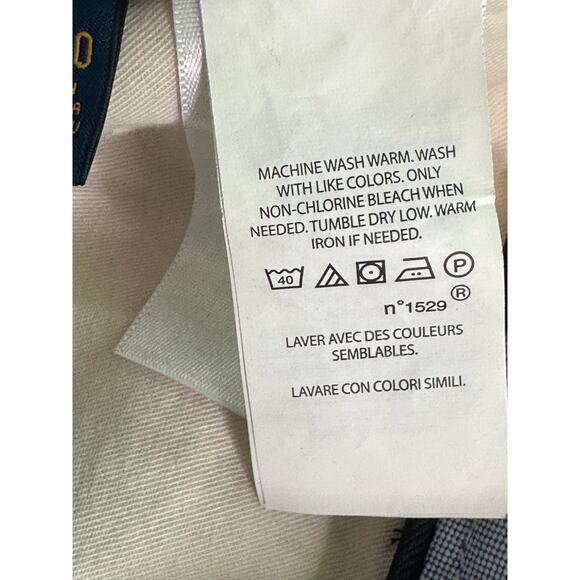 O
MACHINE WASH WARM. WASH
WITH LIKE COLORS. ONLY
NON-CHLORINE BLEACH WHEN
NEEDED. TUMBLE DRY LOW. WARM
IRON IF NEEDED.
40 P
n°1529 ®
LAVER AVEC DES COULEURS
SEMBLABLES.
LAVARE CON COLORI SIMILI.